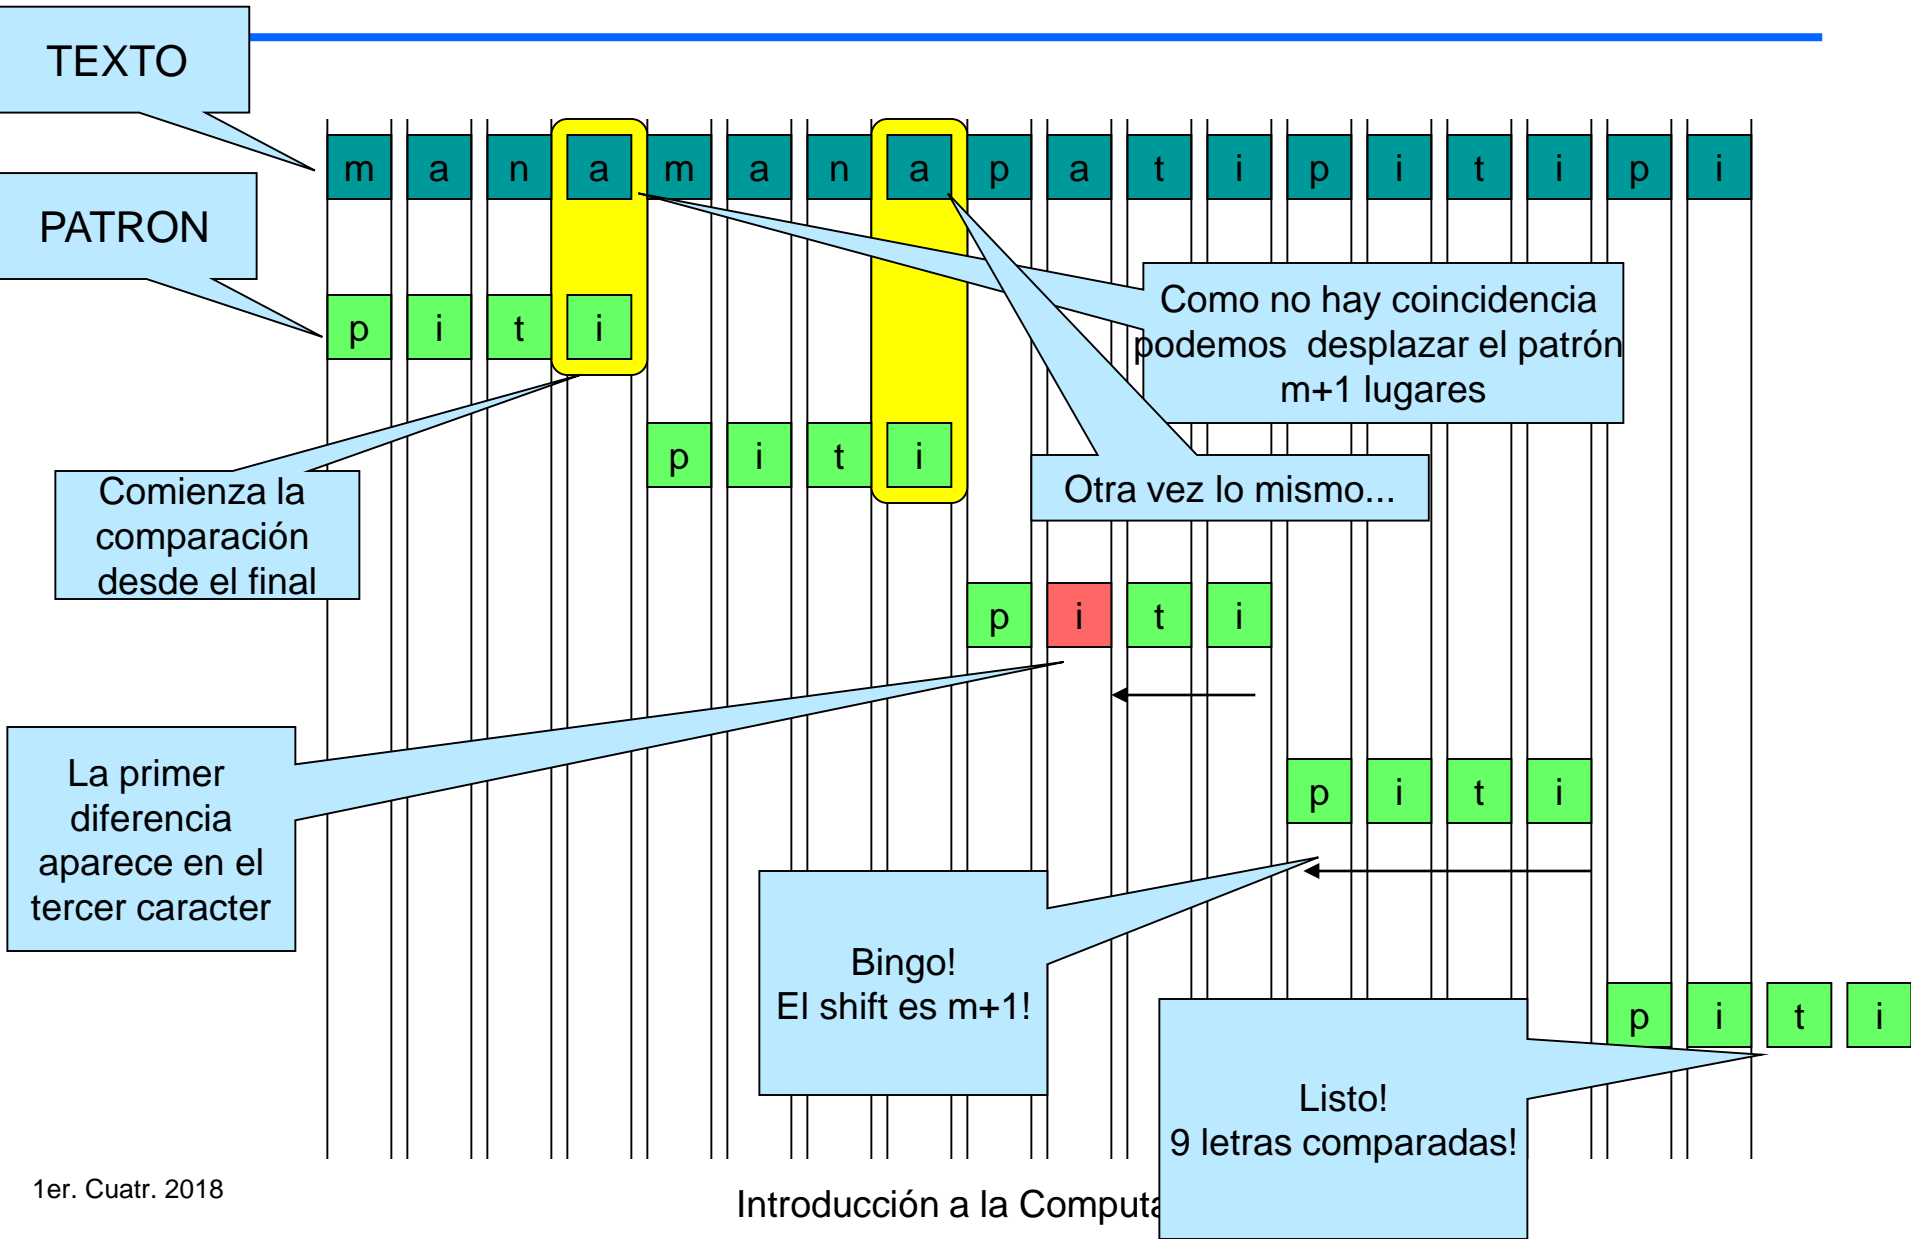 TEXTO
m a n a m a n a p a t i p i t i p i
PATRON
p i t i
Como no hay coincidencia
podemos desplazar el patrón
m+1 lugares
p i t i
Otra vez lo mismo...
Comienza la
comparación
desde el final
p i t i
La primer
diferencia
aparece en el
tercer caracter
p i t i
Bingo!
El shift es m+1!
p i t i
Listo!
9 letras comparadas!
1er. Cuatr. 2018
Introducción a la Computa